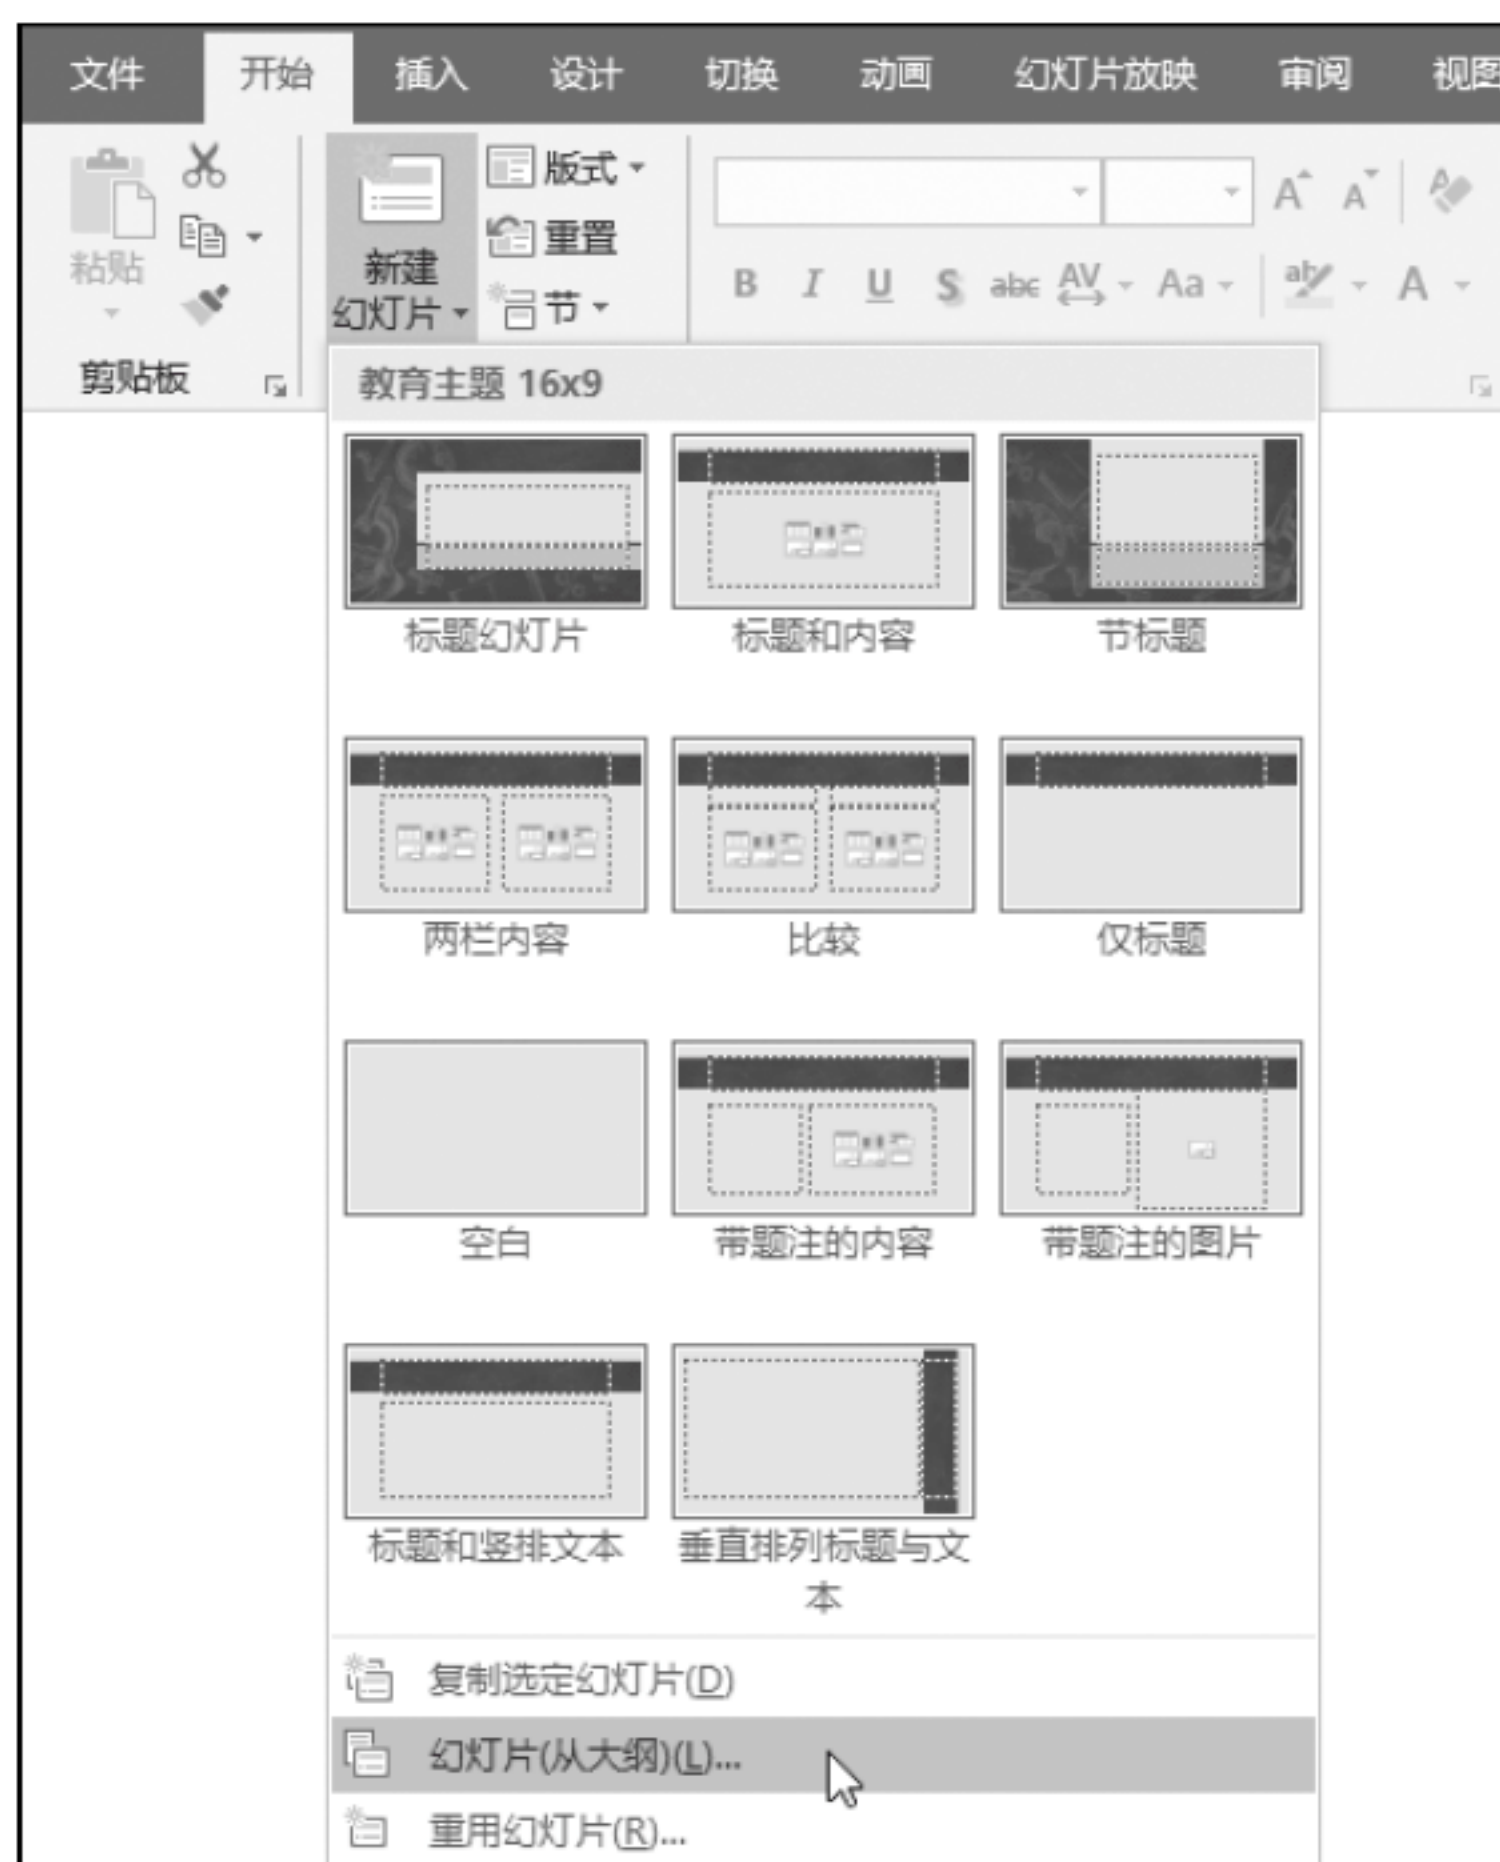 文件 开始 插入 设计 切换 动画 幻灯片放映 审阅 视图
粘贴
剪贴板
新建
幻灯片
版式
重置
节
B I U S abc AV Aa ab A
A A A
教育主题 16x9
标题幻灯片 标题和内容 节标题
两栏内容 比较 仅标题
空白 带题注的内容 带题注的图片
标题和竖排文本 垂直排列标题与文
本
复制选定幻灯片(D)
幻灯片(从大纲)(L)...
重用幻灯片(R)...